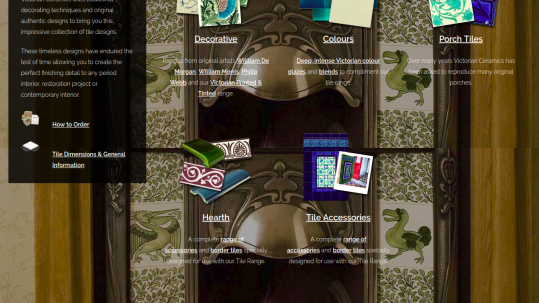 decorating techniques and original
authentic designs to bring you this,
impressive collection of tile designs.
These timeless designs have endured the
test of time allowing you to create the
perfect finishing detail to any period
interior, restoration project or
contemporary interior.
How to Order
Tile Dimensions & General
Information
Decorative
from original artists William De
Morgan, William Morris, Philip
Webb and our Victorian Printed &
Tinted range.
Colours
Deep, intense Victorian colour
glazes and blends to compliment our
tile range.
Porch Tiles
Over many years Victorian Ceramics has
been asked to reproduce many original
porches.
Hearth
A complete range of
accessories and border tiles specially
designed for use with our Tile Range.
Tile Accessories
A complete range of
accessories and border tiles specially
designed for use with our Tile Range.